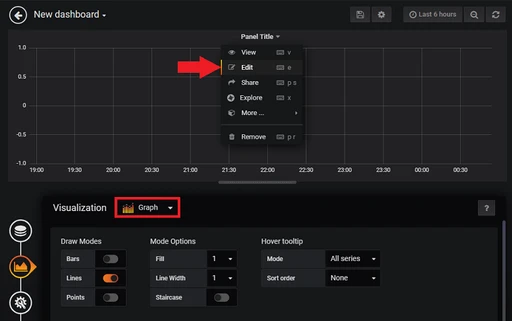 New dashboard
Last 6 hours
Panel Title
1.0
0.5
0
-0.5
-1.0
View v
Edit e
Share p s
Explore x
More ...
Remove p r
19:00 19:30 20:00 20:30 21:00 21:30 22:00 22:30 23:00 23:30 00:00 00:30
Visualization Graph ?
Draw Modes Mode Options Hover tooltip
Bars Fill 1 Mode All series
Lines Line Width 1 Sort order None
Points Staircase